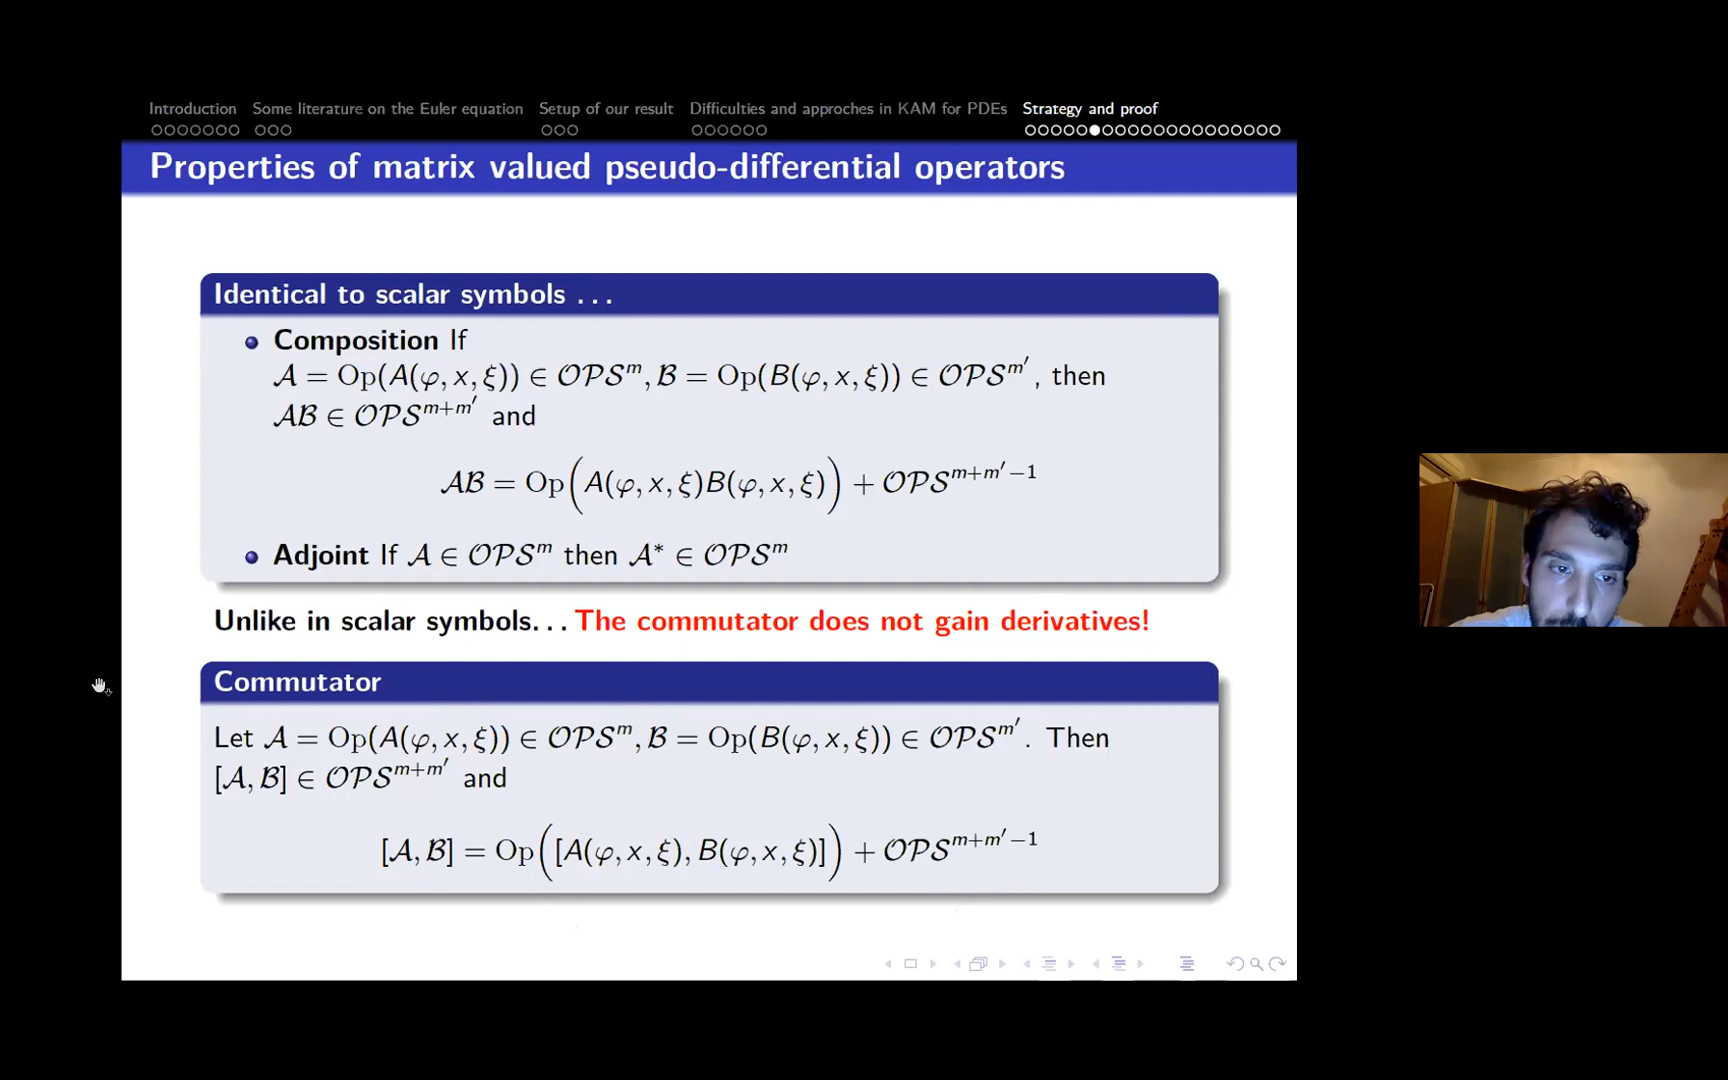 Introduction Some literature on the Euler equation Setup of our result Difficulties and approches in KAM for PDEs Strategy and proof
Properties of matrix valued pseudo-differential operators
Identical to scalar symbols . . .
Composition If
𝒜 = Op(A(φ, x, ξ)) ∈ 𝒪𝒫𝒮^m, ℬ = Op(B(φ, x, ξ)) ∈ 𝒪𝒫𝒮^{m′}, then
𝒜ℬ ∈ 𝒪𝒫𝒮^{m+m′} and
𝒜ℬ = Op(A(φ, x, ξ)B(φ, x, ξ)) + 𝒪𝒫𝒮^{m+m′−1}
Adjoint If 𝒜 ∈ 𝒪𝒫𝒮^m then 𝒜* ∈ 𝒪𝒫𝒮^m
Unlike in scalar symbols. . . The commutator does not gain derivatives!
Commutator
Let 𝒜 = Op(A(φ, x, ξ)) ∈ 𝒪𝒫𝒮^m, ℬ = Op(B(φ, x, ξ)) ∈ 𝒪𝒫𝒮^{m′}. Then
[𝒜, ℬ] ∈ 𝒪𝒫𝒮^{m+m′} and
[𝒜, ℬ] = Op([A(φ, x, ξ), B(φ, x, ξ)]) + 𝒪𝒫𝒮^{m+m′−1}